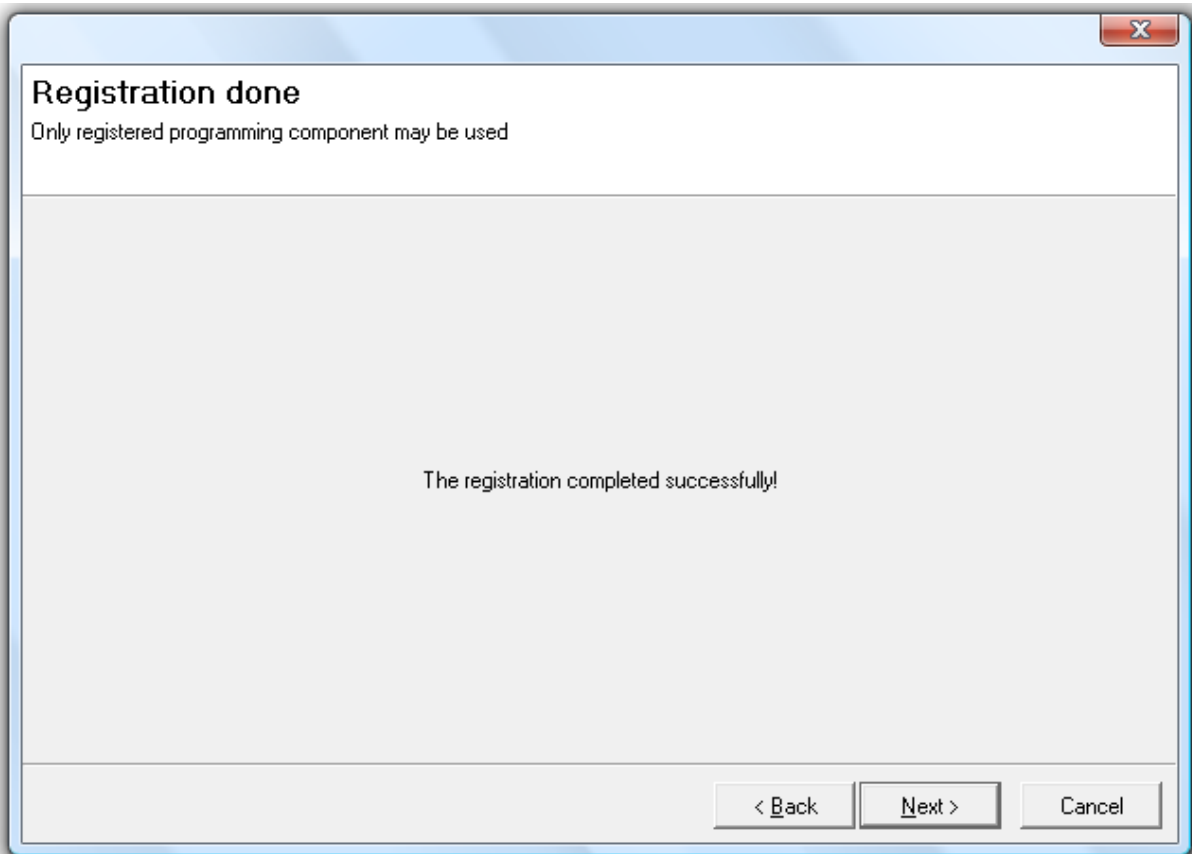 Registration done
Only registered programming component may be used
The registration completed successfully!
< Back
Next >
Cancel